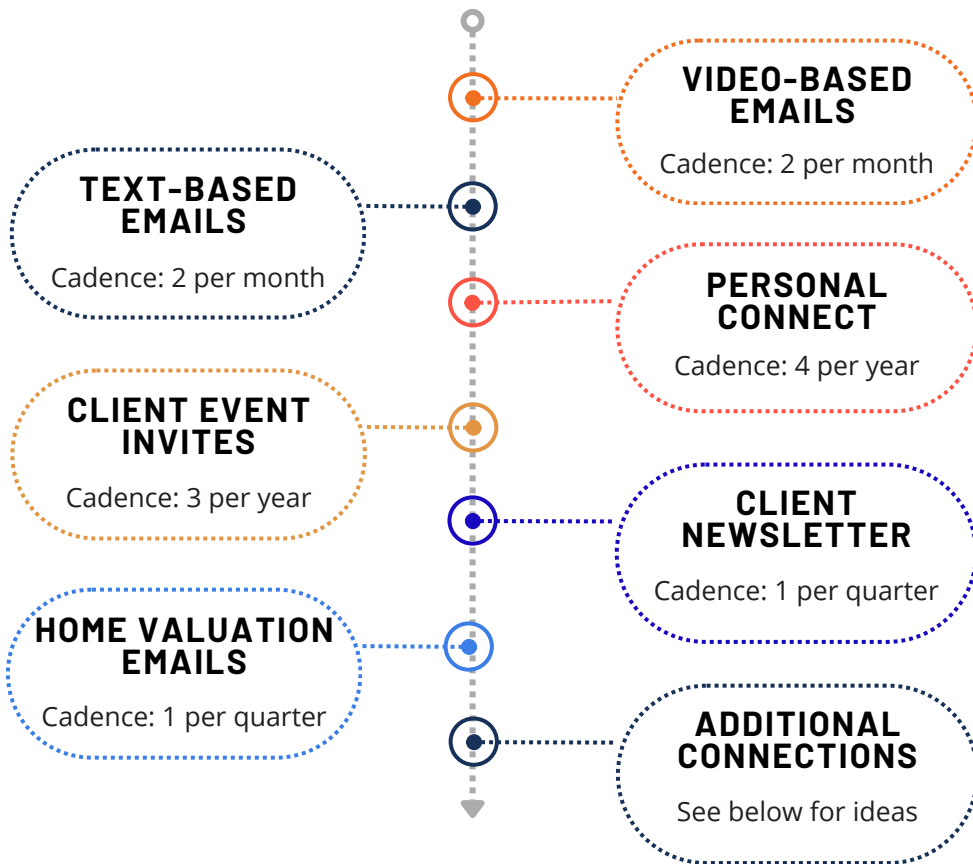 VIDEO-BASED
EMAILS
Cadence: 2 per month
TEXT-BASED
EMAILS
Cadence: 2 per month
PERSONAL
CONNECT
Cadence: 4 per year
CLIENT EVENT
INVITES
Cadence: 3 per year
CLIENT
NEWSLETTER
Cadence: 1 per quarter
HOME VALUATION
EMAILS
Cadence: 1 per quarter
ADDITIONAL
CONNECTIONS
See below for ideas